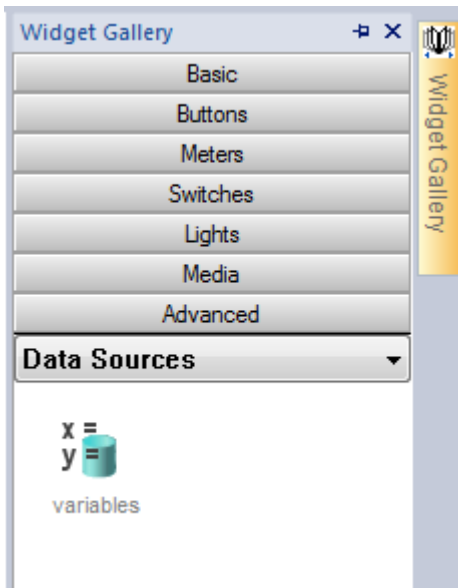 Widget Gallery
Basic
Buttons
Meters
Switches
Lights
Media
Advanced
Data Sources
x =
y =
variables
Widget Gallery